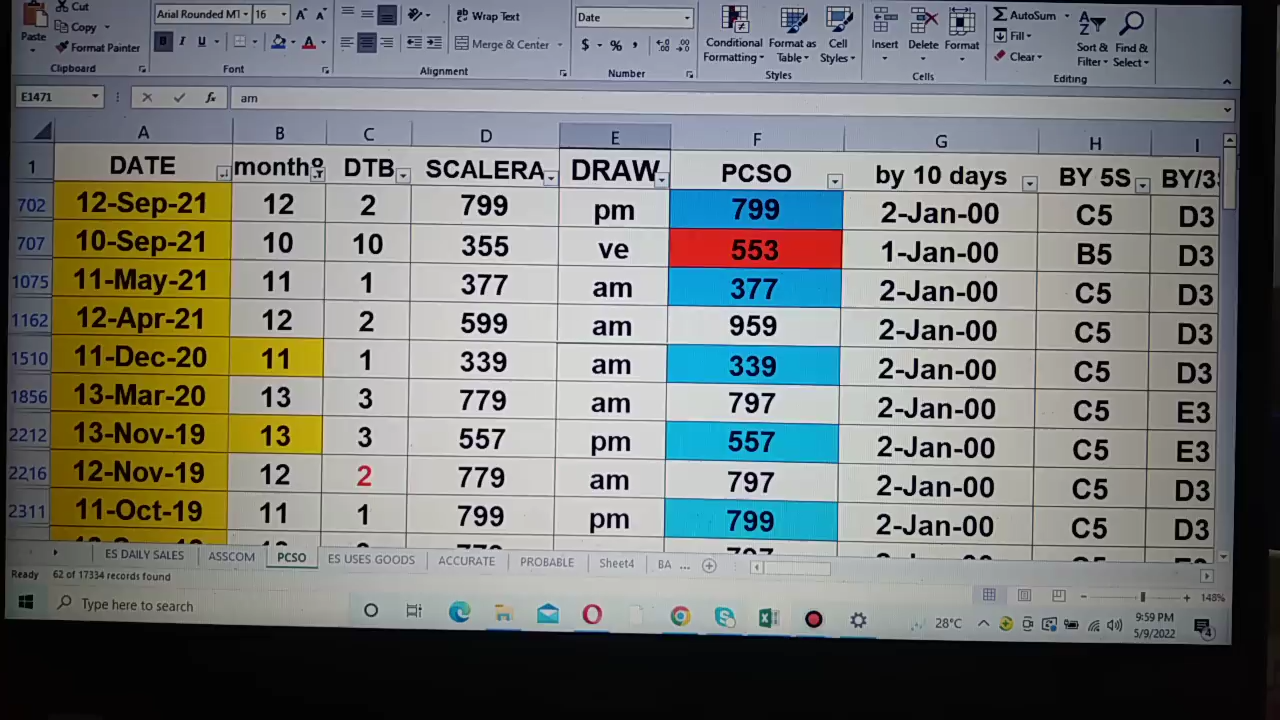 Cut
Copy
Format Painter
Paste
Clipboard
Arial Rounded MT 16 A A
B I U A
Font
Wrap Text
Merge & Center
Alignment
Date
$ % ,
Number
Conditional Formatting
Format as Table
Cell Styles
Styles
Insert Delete Format
Cells
AutoSum
Fill
Clear
Sort & Filter
Find & Select
Editing
E1471 fx am
A B C D E F G H I
1 DATE month DTB SCALERA DRAW PCSO by 10 days BY 5S BY/3
702 12-Sep-21 12 2 799 pm 799 2-Jan-00 C5 D3
707 10-Sep-21 10 10 355 ve 553 1-Jan-00 B5 D3
1075 11-May-21 11 1 377 am 377 2-Jan-00 C5 D3
1162 12-Apr-21 12 2 599 am 959 2-Jan-00 C5 D3
1510 11-Dec-20 11 1 339 am 339 2-Jan-00 C5 D3
1856 13-Mar-20 13 3 779 am 797 2-Jan-00 C5 E3
2212 13-Nov-19 13 3 557 pm 557 2-Jan-00 C5 E3
2216 12-Nov-19 12 2 779 am 797 2-Jan-00 C5 D3
2311 11-Oct-19 11 1 799 pm 799 2-Jan-00 C5 D3
ES DAILY SALES ASSCOM PCSO ES USES GOODS ACCURATE PROBABLE Sheet4 BA ...
Ready 62 of 17334 records found
148%
Type here to search
28°C
9:59 PM
5/9/2022
4